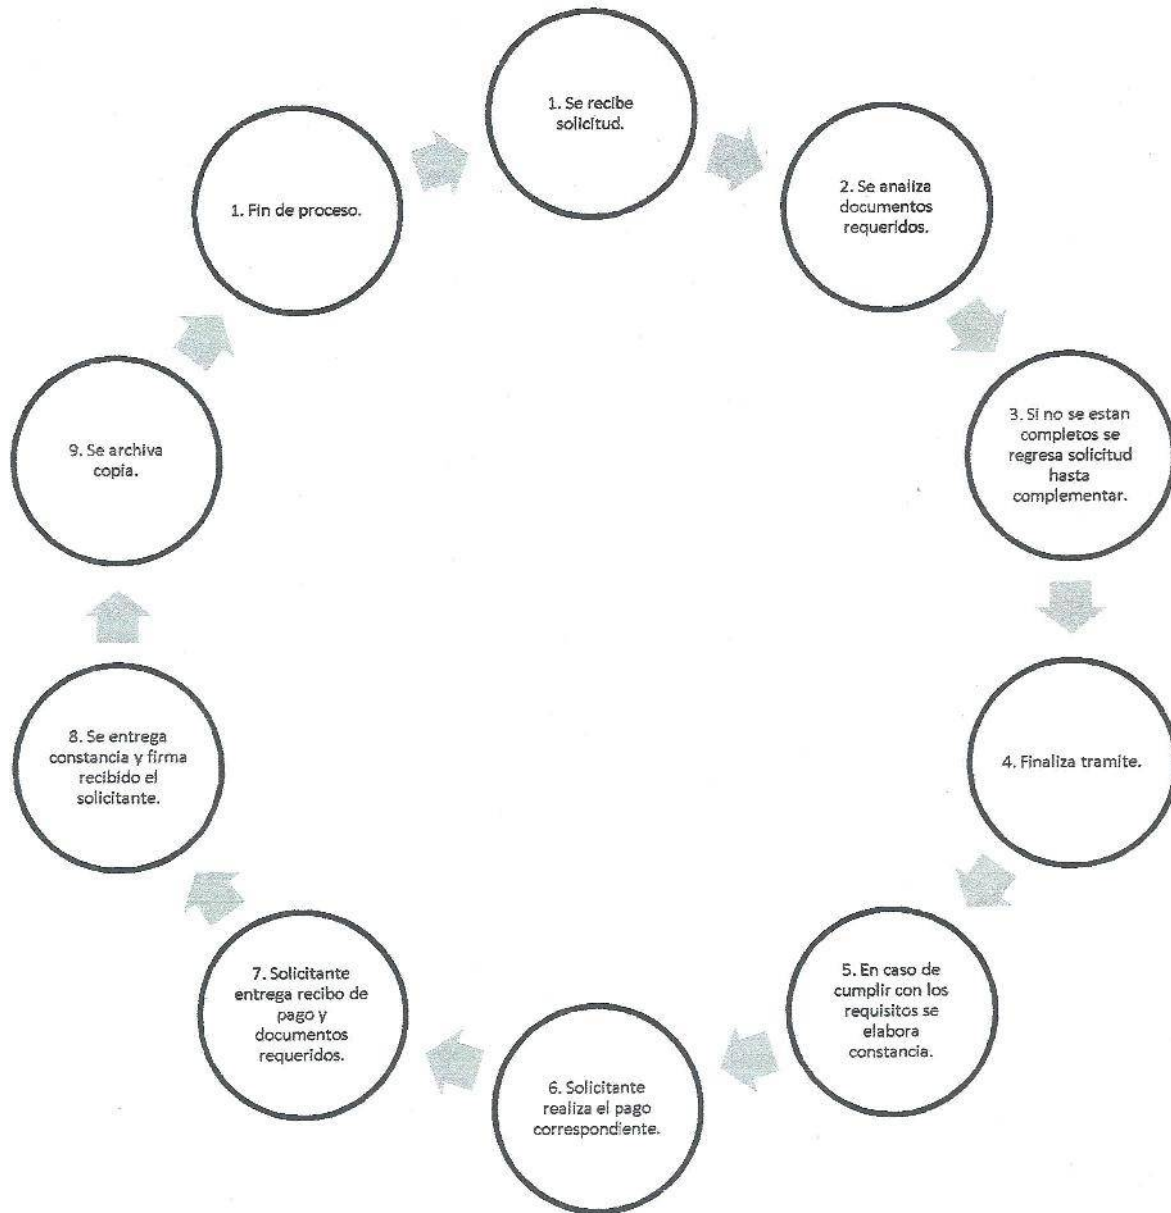 1. Se recibe
solicitud.
2. Se analiza
documentos
requeridos.
3. Si no se estan
completos se
regresa solicitud
hasta
complementar.
4. Finaliza tramite.
5. En caso de
cumplir con los
requisitos se
elabora
constancia.
6. Solicitante
realiza el pago
correspondiente.
7. Solicitante
entrega recibo de
pago y
documentos
requeridos.
8. Se entrega
constancia y firma
recibido el
solicitante.
9. Se archiva
copia.
1. Fin de proceso.